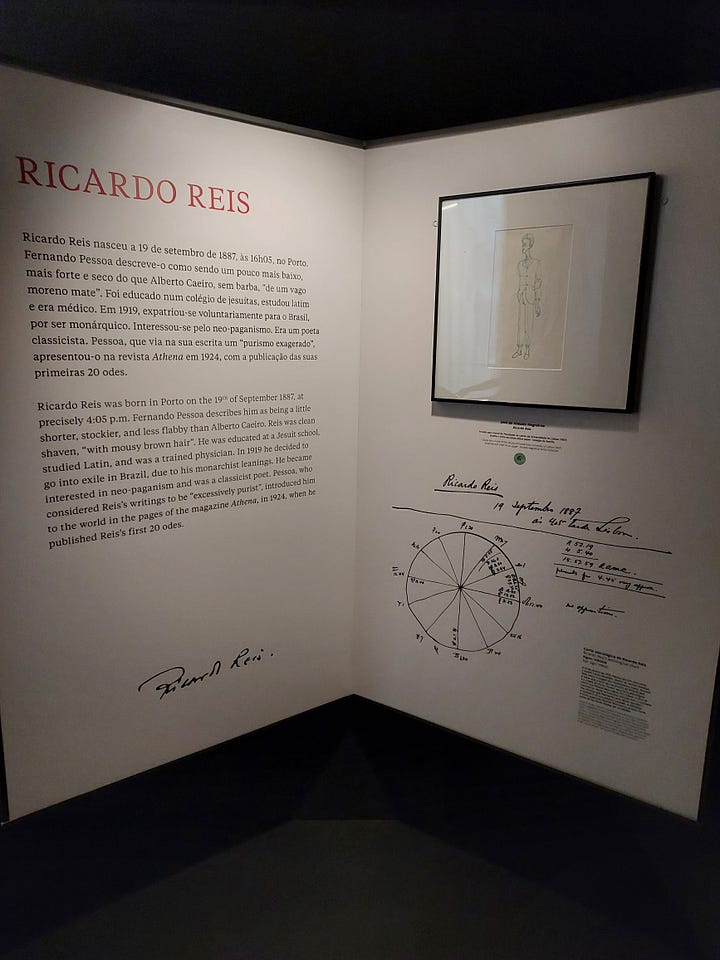 RICARDO REIS
Ricardo Reis nasceu a 19 de setembro de 1887, às 16h05, no Porto.
Fernando Pessoa descreve-o como sendo um pouco mais baixo,
mais forte e seco do que Alberto Caeiro, sem barba, “de um vago
moreno mate”. Foi educado num colégio de jesuítas, estudou latim
e era médico. Em 1919, expatriou-se voluntariamente para o Brasil,
por ser monárquico. Interessou-se pelo neo-paganismo. Era um poeta
classicista. Pessoa, que via na sua escrita um “purismo exagerado”,
apresentou-o na revista Athena em 1924, com a publicação das suas
primeiras 20 odes.
Ricardo Reis was born in Porto on the 19th of September 1887, at
precisely 4:05 p.m. Fernando Pessoa describes him as being a little
shorter, stockier, and less flabby than Alberto Caeiro. Reis was clean
shaven, “with mousy brown hair”. He was educated at a Jesuit school,
studied Latin, and was a trained physician. In 1919 he decided to
go into exile in Brazil, due to his monarchist leanings. He became
interested in neo-paganism and was a classicist poet. Pessoa, who
considered Reis's writings to be “excessively purist”, introduced him
to the world in the pages of the magazine Athena, in 1924, when he
published Reis's first 20 odes.
Ricardo Reis.
Ricardo Reis
19 September 1887
Lisbon.
no oppositions.
Carta astrológica de Ricardo Reis